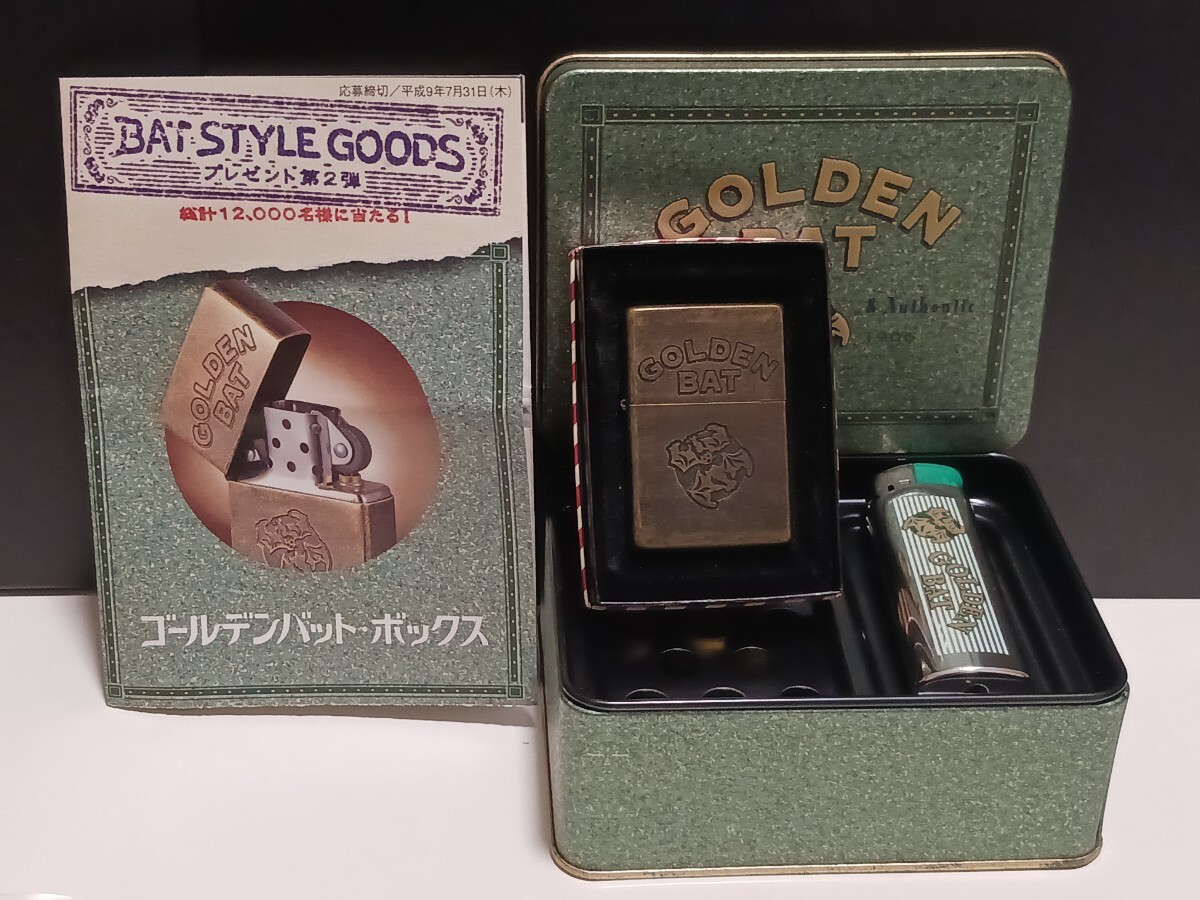 応募締切／平成9年7月31日(木)
BAT STYLE GOODS
プレゼント第2弾
総計12,000名様に当たる!
GOLDEN
BAT
ゴールデンバット・ボックス
GOLDEN
BAT
& Authentic
GOLDEN
BAT
GOLDEN
BAT